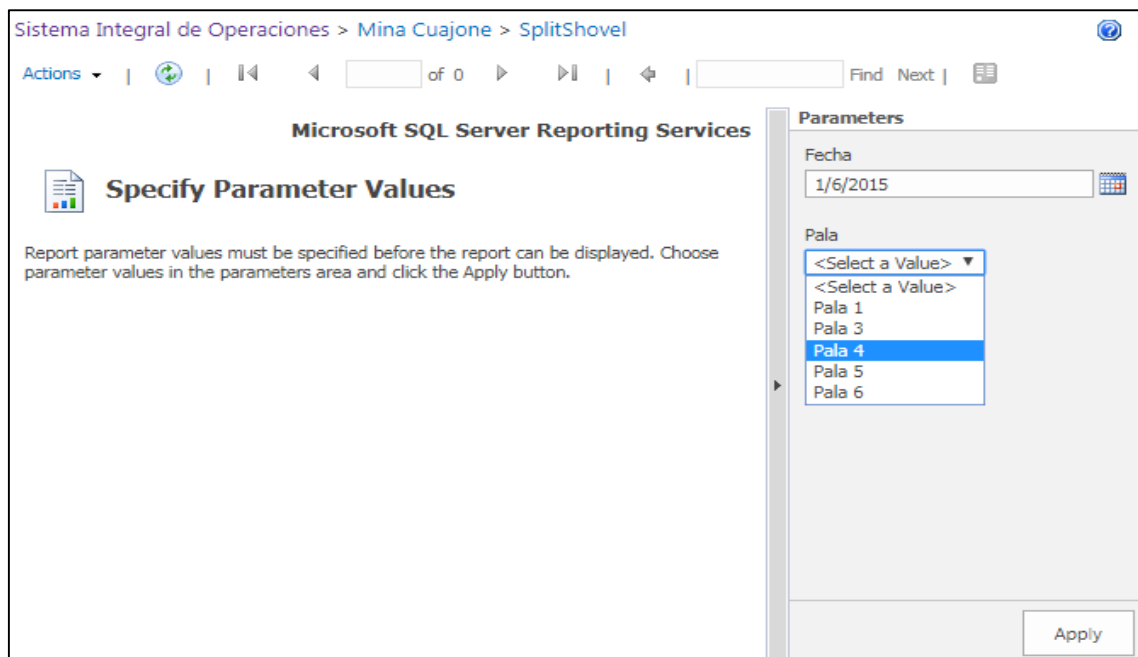 Sistema Integral de Operaciones > Mina Cuajone > SplitShovel
Actions | | of 0 | | Find Next |
Microsoft SQL Server Reporting Services
Specify Parameter Values
Report parameter values must be specified before the report can be displayed. Choose
parameter values in the parameters area and click the Apply button.
Parameters
Fecha
1/6/2015
Pala
<Select a Value>
<Select a Value>
Pala 1
Pala 3
Pala 4
Pala 5
Pala 6
Apply